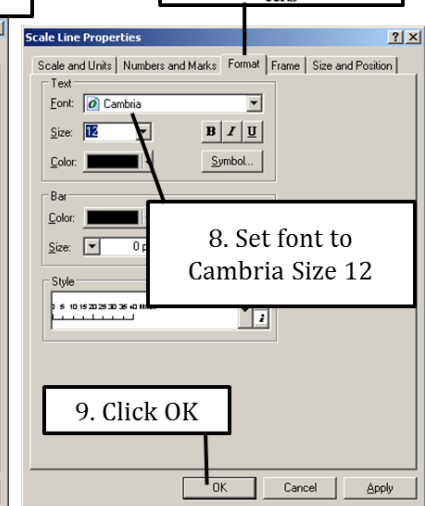 Scale Line Properties
Scale and Units Numbers and Marks Format Frame Size and Position
Text
Font: Cambria
Size: 12 B I U
Color: Symbol...
Bar
Color:
Size: 0
8. Set font to
Cambria Size 12
Style
9. Click OK
OK Cancel Apply